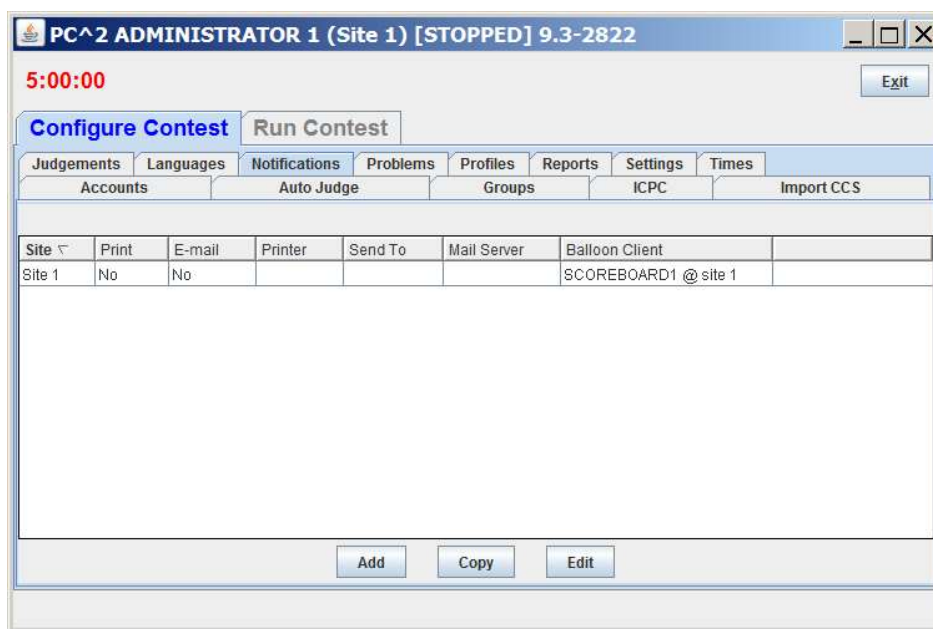 PC^2 ADMINISTRATOR 1 (Site 1) [STOPPED] 9.3-2822
5:00:00 Exit
Configure Contest Run Contest
Judgements Languages Notifications Problems Profiles Reports Settings Times
Accounts Auto Judge Groups ICPC Import CCS
Site Print E-mail Printer Send To Mail Server Balloon Client
Site 1 No No SCOREBOARD1 @ site 1
Add Copy Edit